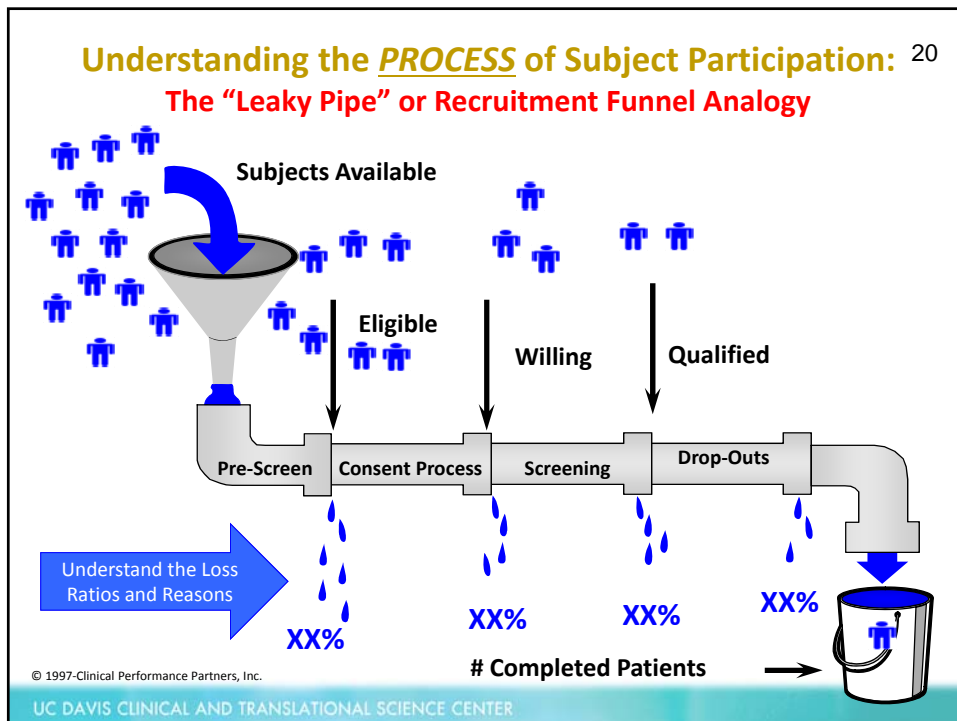 Understanding the PROCESS of Subject Participation:
20
The “Leaky Pipe” or Recruitment Funnel Analogy
Subjects Available
Eligible
Willing
Qualified
Pre-Screen
Consent Process
Screening
Drop-Outs
Understand the Loss
Ratios and Reasons
XX%
XX%
XX%
XX%
# Completed Patients
© 1997-Clinical Performance Partners, Inc.
UC DAVIS CLINICAL AND TRANSLATIONAL SCIENCE CENTER